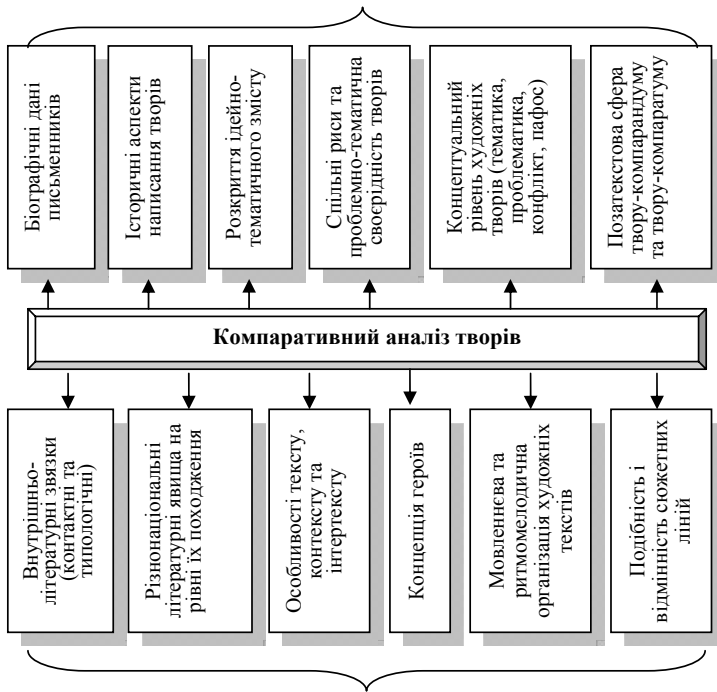 Біографічні дані
письменників
Історичні аспекти
написання творів
Розкриття ідейно-
тематичного змісту
Спільні риси та
проблемно-тематична
своєрідність творів
Концептуальний
рівень художніх
творів (тематика,
проблематика,
конфлікт, пафос)
Позатекстова сфера
твору-компарандуму
та твору-компаратуму
Компаративний аналіз творів
Внутрішньо-
літературні звязки
(контактні та
типологічні)
Різнонаціональні
літературні явища на
рівні їх походження
Особливості тексту,
контексту та
інтертексту
Концепція героїв
Мовленнєва та
ритмомелодична
організація художніх
текстів
Подібність і
відмінність сюжетних
ліній